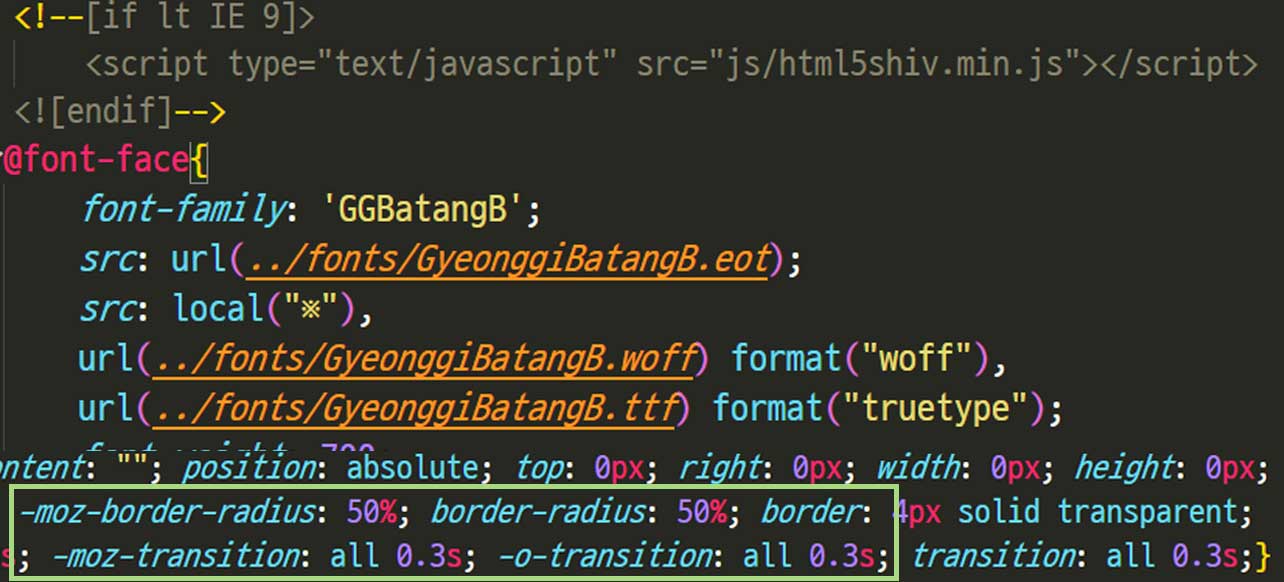 <!--[if lt IE 9]>
<script type="text/javascript" src="js/html5shiv.min.js"></script>
<![endif]-->
@font-face{
font-family: 'GGBatangB';
src: url(../fonts/GyeonggiBatangB.eot);
src: local("※"),
url(../fonts/GyeonggiBatangB.woff) format("woff"),
url(../fonts/GyeonggiBatangB.ttf) format("truetype");
ontent: ""; position: absolute; top: 0px; right: 0px; width: 0px; height: 0px;
-moz-border-radius: 50%; border-radius: 50%; border: 4px solid transparent;
s; -moz-transition: all 0.3s; -o-transition: all 0.3s; transition: all 0.3s;}